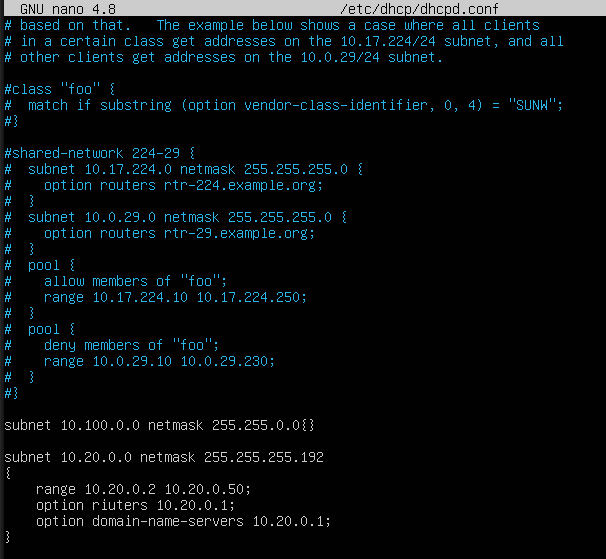 GNU nano 4.8 /etc/dhcp/dhcpd.conf
# based on that.   The example below shows a case where all clients
# in a certain class get addresses on the 10.17.224/24 subnet, and all
# other clients get addresses on the 10.0.29/24 subnet.
#class "foo" {
#  match if substring (option vendor-class-identifier, 0, 4) = "SUNW";
#}
#shared-network 224-29 {
#  subnet 10.17.224.0 netmask 255.255.255.0 {
#    option routers rtr-224.example.org;
#  }
#  subnet 10.0.29.0 netmask 255.255.255.0 {
#    option routers rtr-29.example.org;
#  }
#  pool {
#    allow members of "foo";
#    range 10.17.224.10 10.17.224.250;
#  }
#  pool {
#    deny members of "foo";
#    range 10.0.29.10 10.0.29.230;
#  }
#}
subnet 10.100.0.0 netmask 255.255.0.0{}
subnet 10.20.0.0 netmask 255.255.255.192
{
    range 10.20.0.2 10.20.0.50;
    option riuters 10.20.0.1;
    option domain-name-servers 10.20.0.1;
}